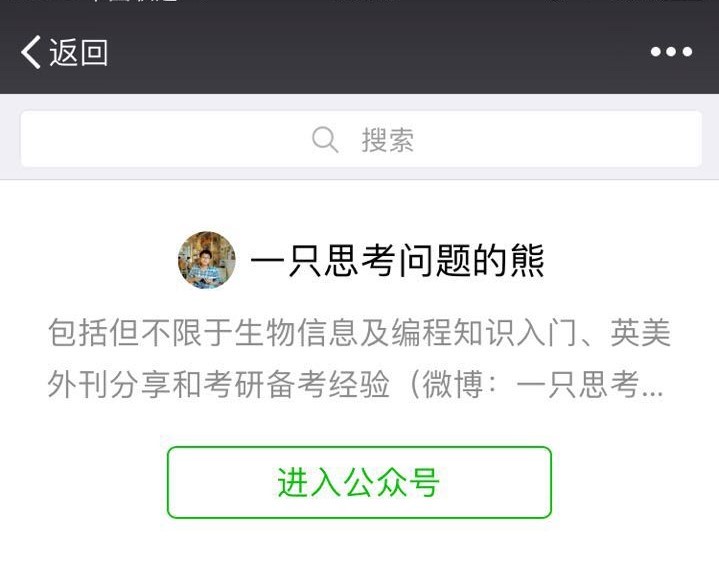 返回
搜索
一只思考问题的熊
包括但不限于生物信息及编程知识入门、英美
外刊分享和考研备考经验（微博：一只思考...
进入公众号